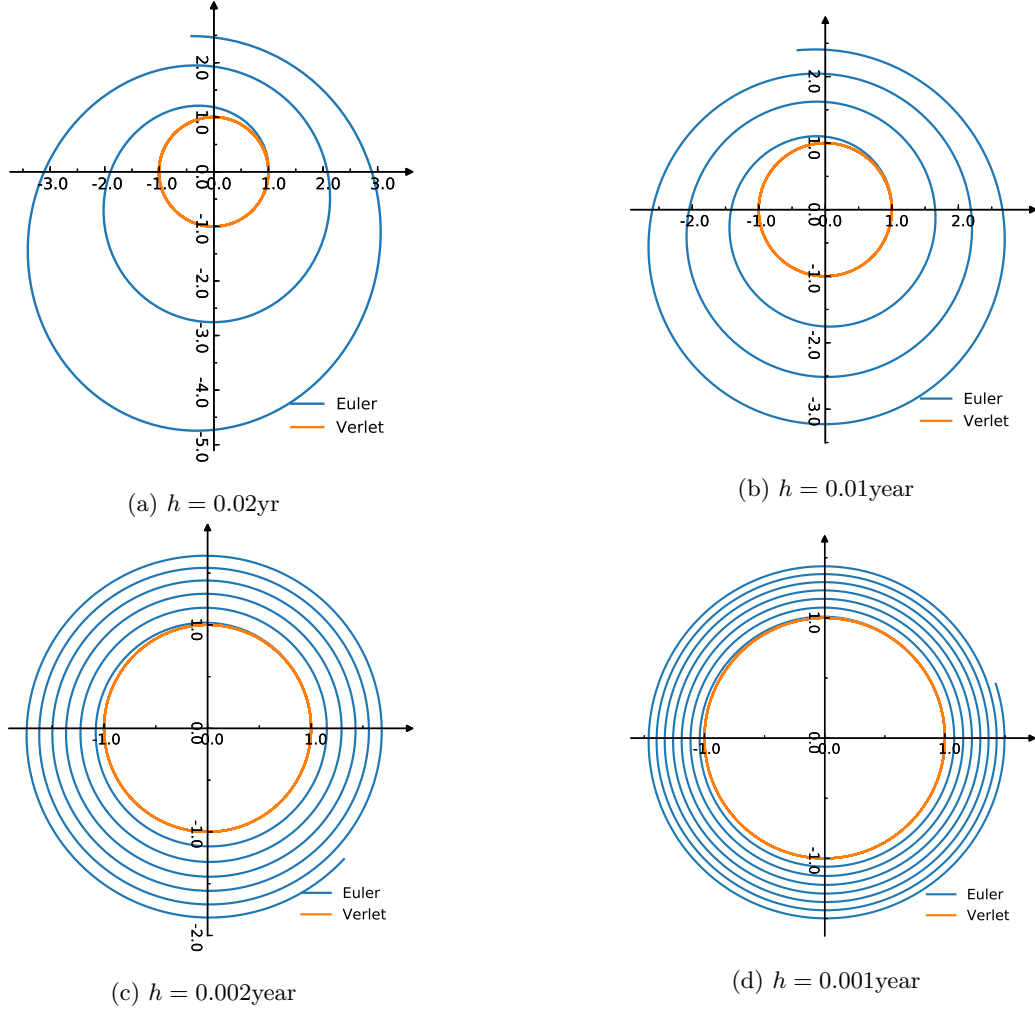 2.0
1.0
0.0
-3.0 -2.0 -1.0 0.0 1.0 2.0 3.0
-1.0
-2.0
-3.0
-4.0
-5.0
Euler
Verlet
(a) h = 0.02yr
2.0
1.0
0.0
-2.0 -1.0 0.0 1.0 2.0
-1.0
-2.0
-3.0
Euler
Verlet
(b) h = 0.01year
1.0
0.0
-1.0 0.0 1.0
-1.0
-2.0
Euler
Verlet
(c) h = 0.002year
1.0
0.0
-1.0 0.0 1.0
-1.0
Euler
Verlet
(d) h = 0.001year